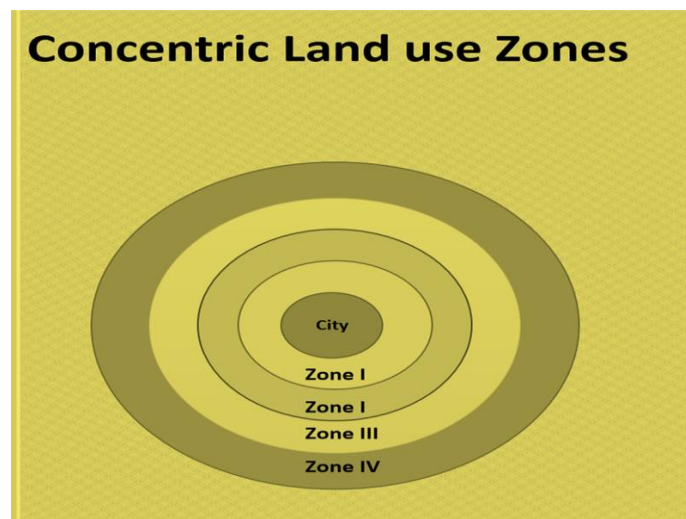 Concentric Land use Zones
City
Zone I
Zone I
Zone III
Zone IV